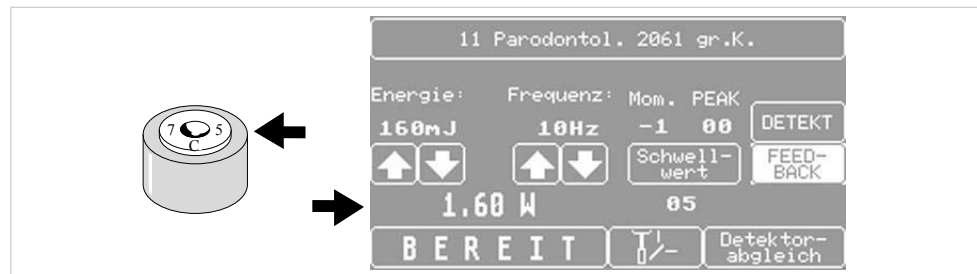 11 Parodontol. 2061 gr.K.
Energie: Frequenz: Mom. PEAK
160mJ 10Hz -1 00 DETEKT
7 5
C
Schwell-
wert
FEED-
BACK
1.60 W 05
BEREIT
Detektor-
abgleich